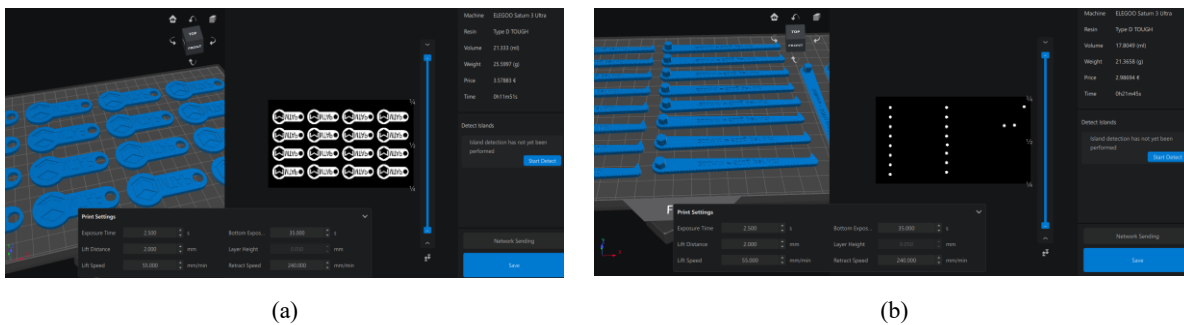 TOP
FRONT
Machine ELEGOO Saturn 3 Ultra
Resin Type D TOUGH
Volume 21.333 (ml)
Weight 25.5997 (g)
Price 3.57883 €
Time 0h11m51s
Detect Islands
Island detection has not yet been
performed
Start Detect
Print Settings
Exposure Time 2.500 s Bottom Expos... 35.000 s
Lift Distance 2.000 mm Layer Height mm
Lift Speed 55.000 mm/min Retract Speed 240.000 mm/min
Network Sending
Save
(a)
TOP
FRONT
Machine ELEGOO Saturn 3 Ultra
Resin Type D TOUGH
Volume 17.8049 (ml)
Weight 21.3658 (g)
Price 2.98694 €
Time 0h21m45s
Detect Islands
Island detection has not yet been
performed
Start Detect
F
Print Settings
Exposure Time 2.500 s Bottom Expos... 35.000 s
Lift Distance 2.000 mm Layer Height mm
Lift Speed 55.000 mm/min Retract Speed 240.000 mm/min
Network Sending
Save
(b)